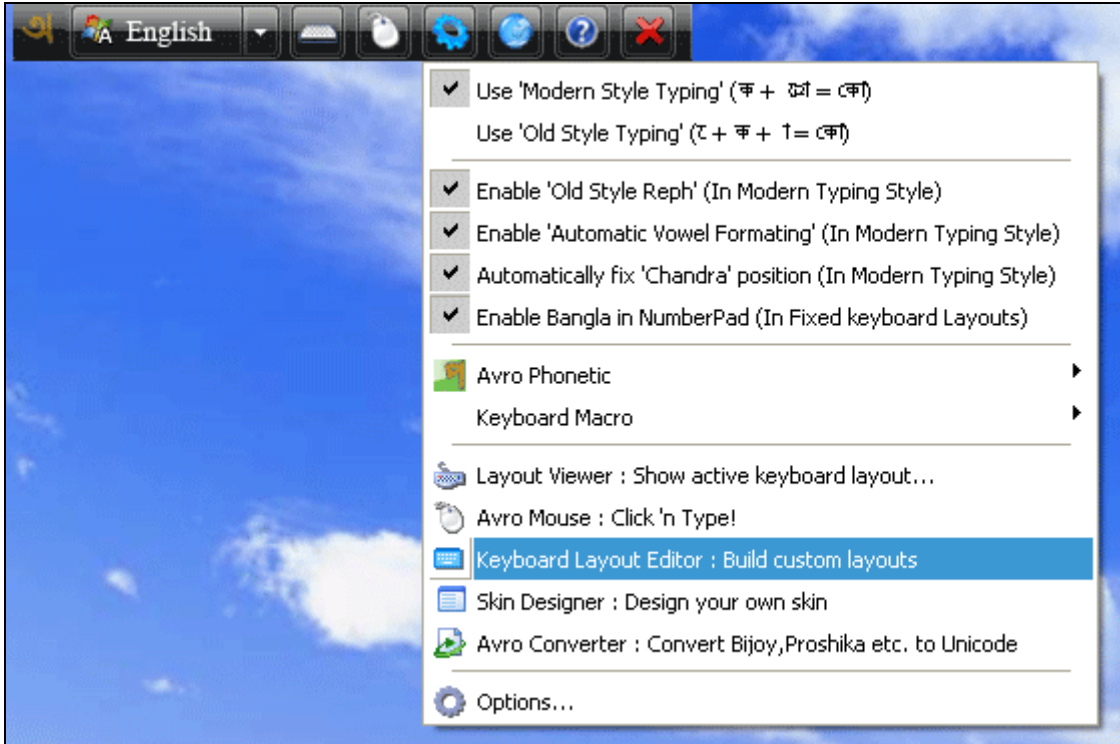 অ English
Use 'Modern Style Typing' (ক + ো = কো)
Use 'Old Style Typing' (ে + ক + া = কো)
Enable 'Old Style Reph' (In Modern Typing Style)
Enable 'Automatic Vowel Formating' (In Modern Typing Style)
Automatically fix 'Chandra' position (In Modern Typing Style)
Enable Bangla in NumberPad (In Fixed keyboard Layouts)
Avro Phonetic
Keyboard Macro
Layout Viewer : Show active keyboard layout...
Avro Mouse : Click 'n Type!
Keyboard Layout Editor : Build custom layouts
Skin Designer : Design your own skin
Avro Converter : Convert Bijoy,Proshika etc. to Unicode
Options...